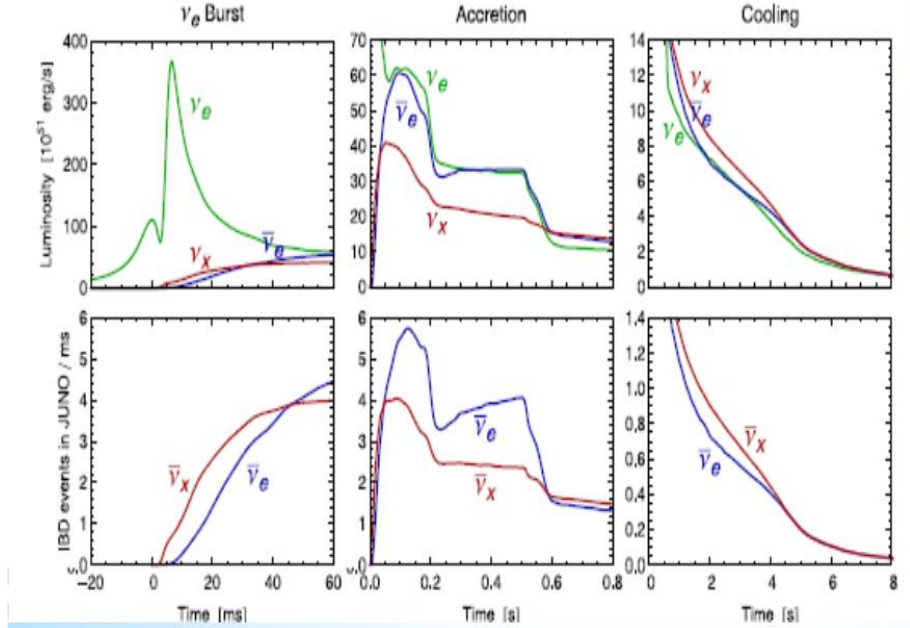 νe Burst
Accretion
Cooling
Luminosity [10^51 erg/s]
400
300
200
100
0
νe
ν̄e
νx
70
60
50
40
30
20
10
0
νe
ν̄e
νx
14
12
10
8
6
4
2
0
νx
ν̄e
νe
IBD events in JUNO / ms
6
5
4
3
2
1
ν̄x
ν̄e
−20 0 20 40 60
Time [ms]
6
5
4
3
2
1
ν̄e
ν̄x
0.0 0.2 0.4 0.6 0.8
Time [s]
1.4
1.2
1.0
0.8
0.6
0.4
0.2
0.0
ν̄x
ν̄e
0 2 4 6 8
Time [s]